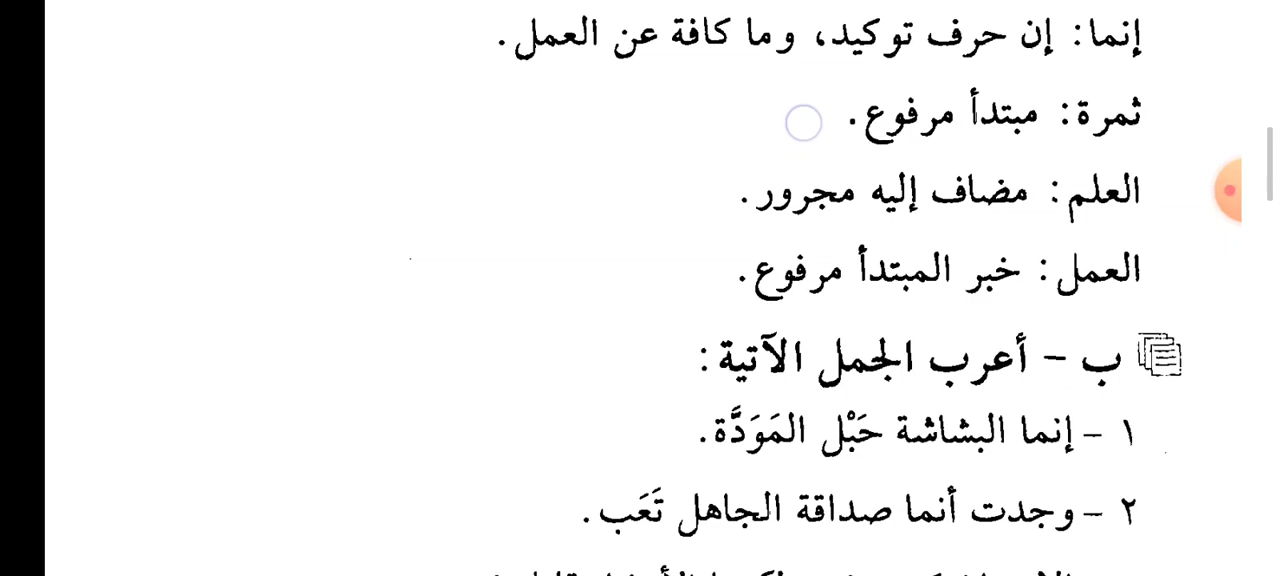 إنما: إن حرف توكيد، وما كافة عن العمل.
ثمرة: مبتدأ مرفوع.
العلم: مضاف إليه مجرور.
العمل: خبر المبتدأ مرفوع.
ب - أعرب الجمل الآتية:
١ - إنما البشاشة حَبْل المَوَدَّة.
٢ - وجدت أنما صداقة الجاهل تَعَب.